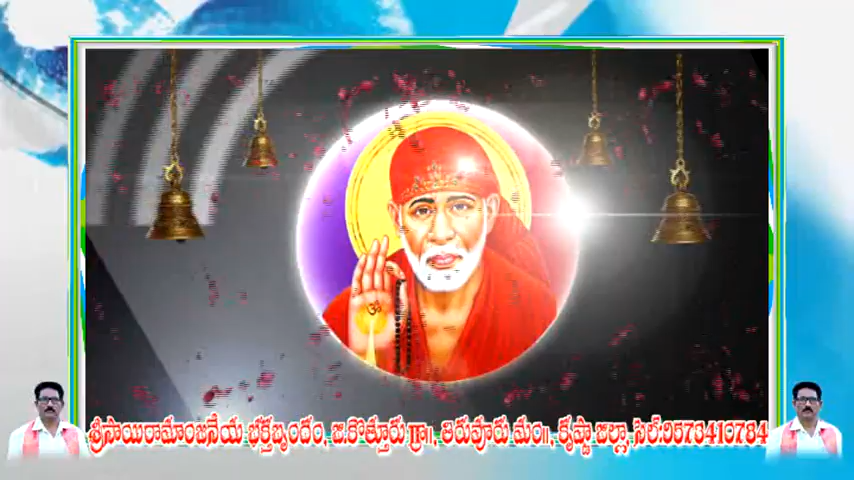 శ్రీసాయిరామాంజనేయ భక్తబృందం, జి.కొత్తూరు గ్రా॥, తిరువూరు మం॥, కృష్ణా జిల్లా. సెల్:9573410784
ॐ